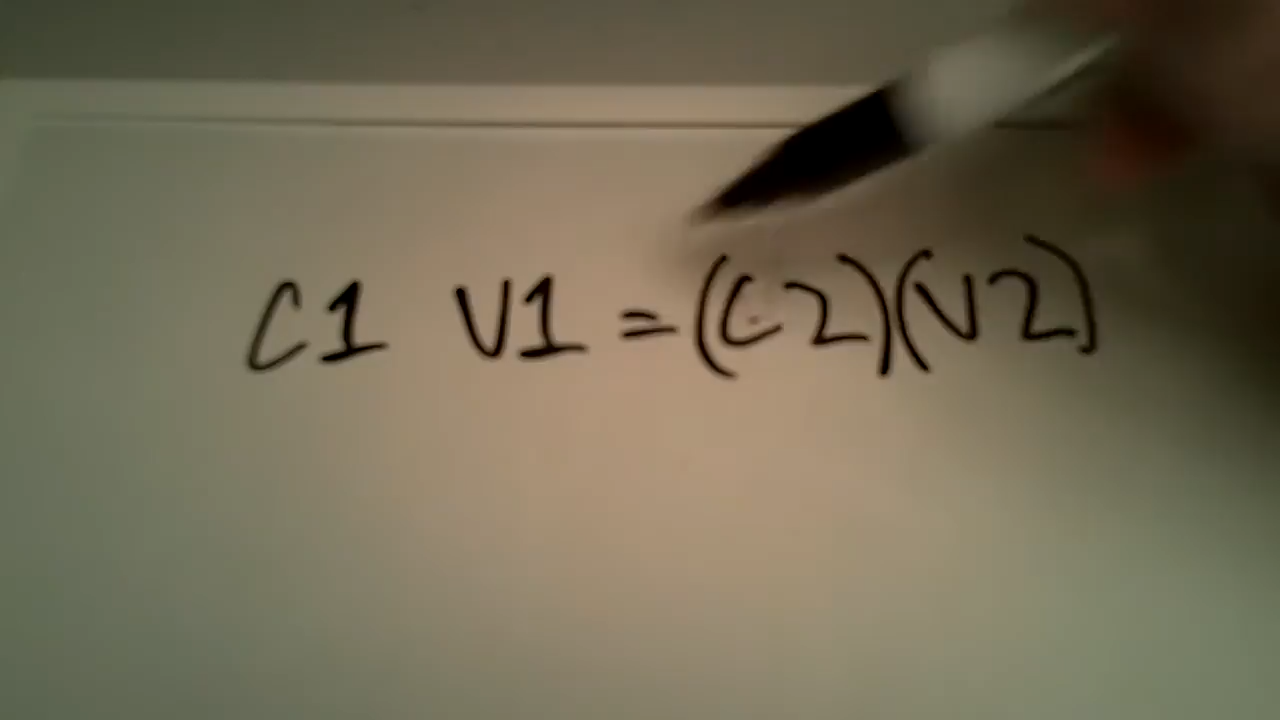 C1 V1 = (C2)(V2)